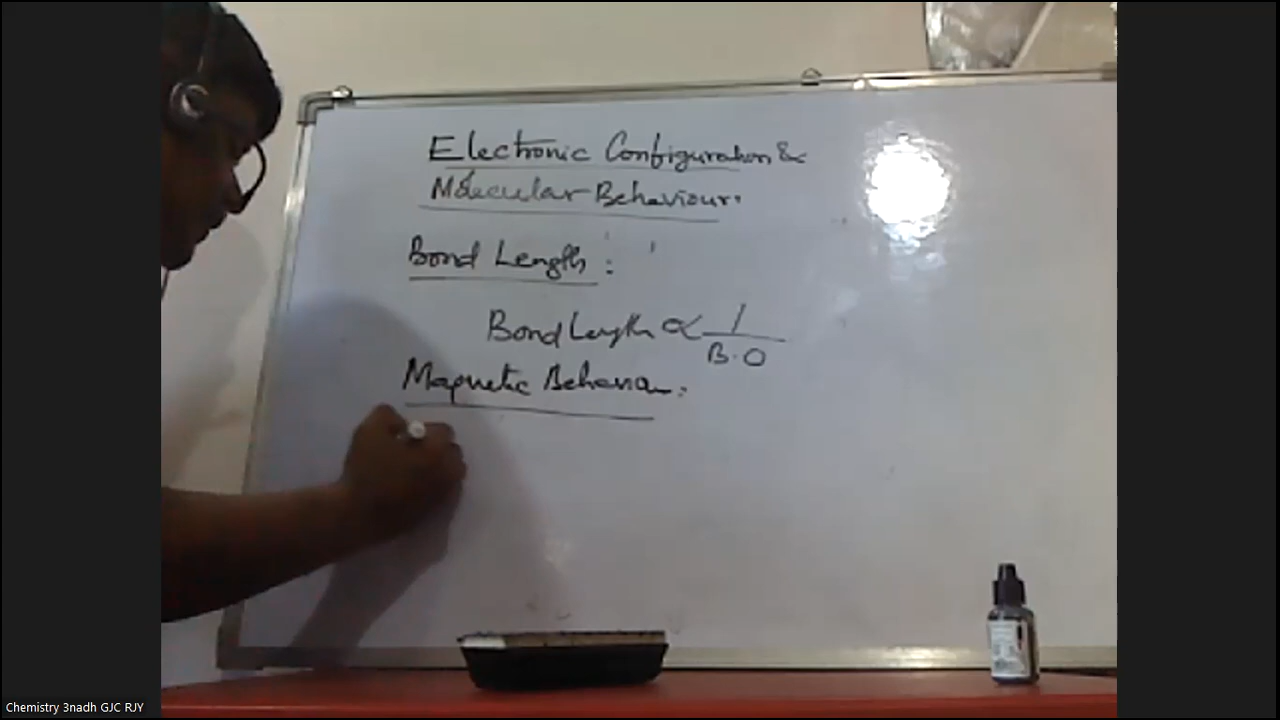 Electronic Configuration &
Molecular Behaviour.
Bond Length :
Bond Length ∝ 1/B.O
Magnetic Behaviour:
Chemistry 3nadh GJC RJY